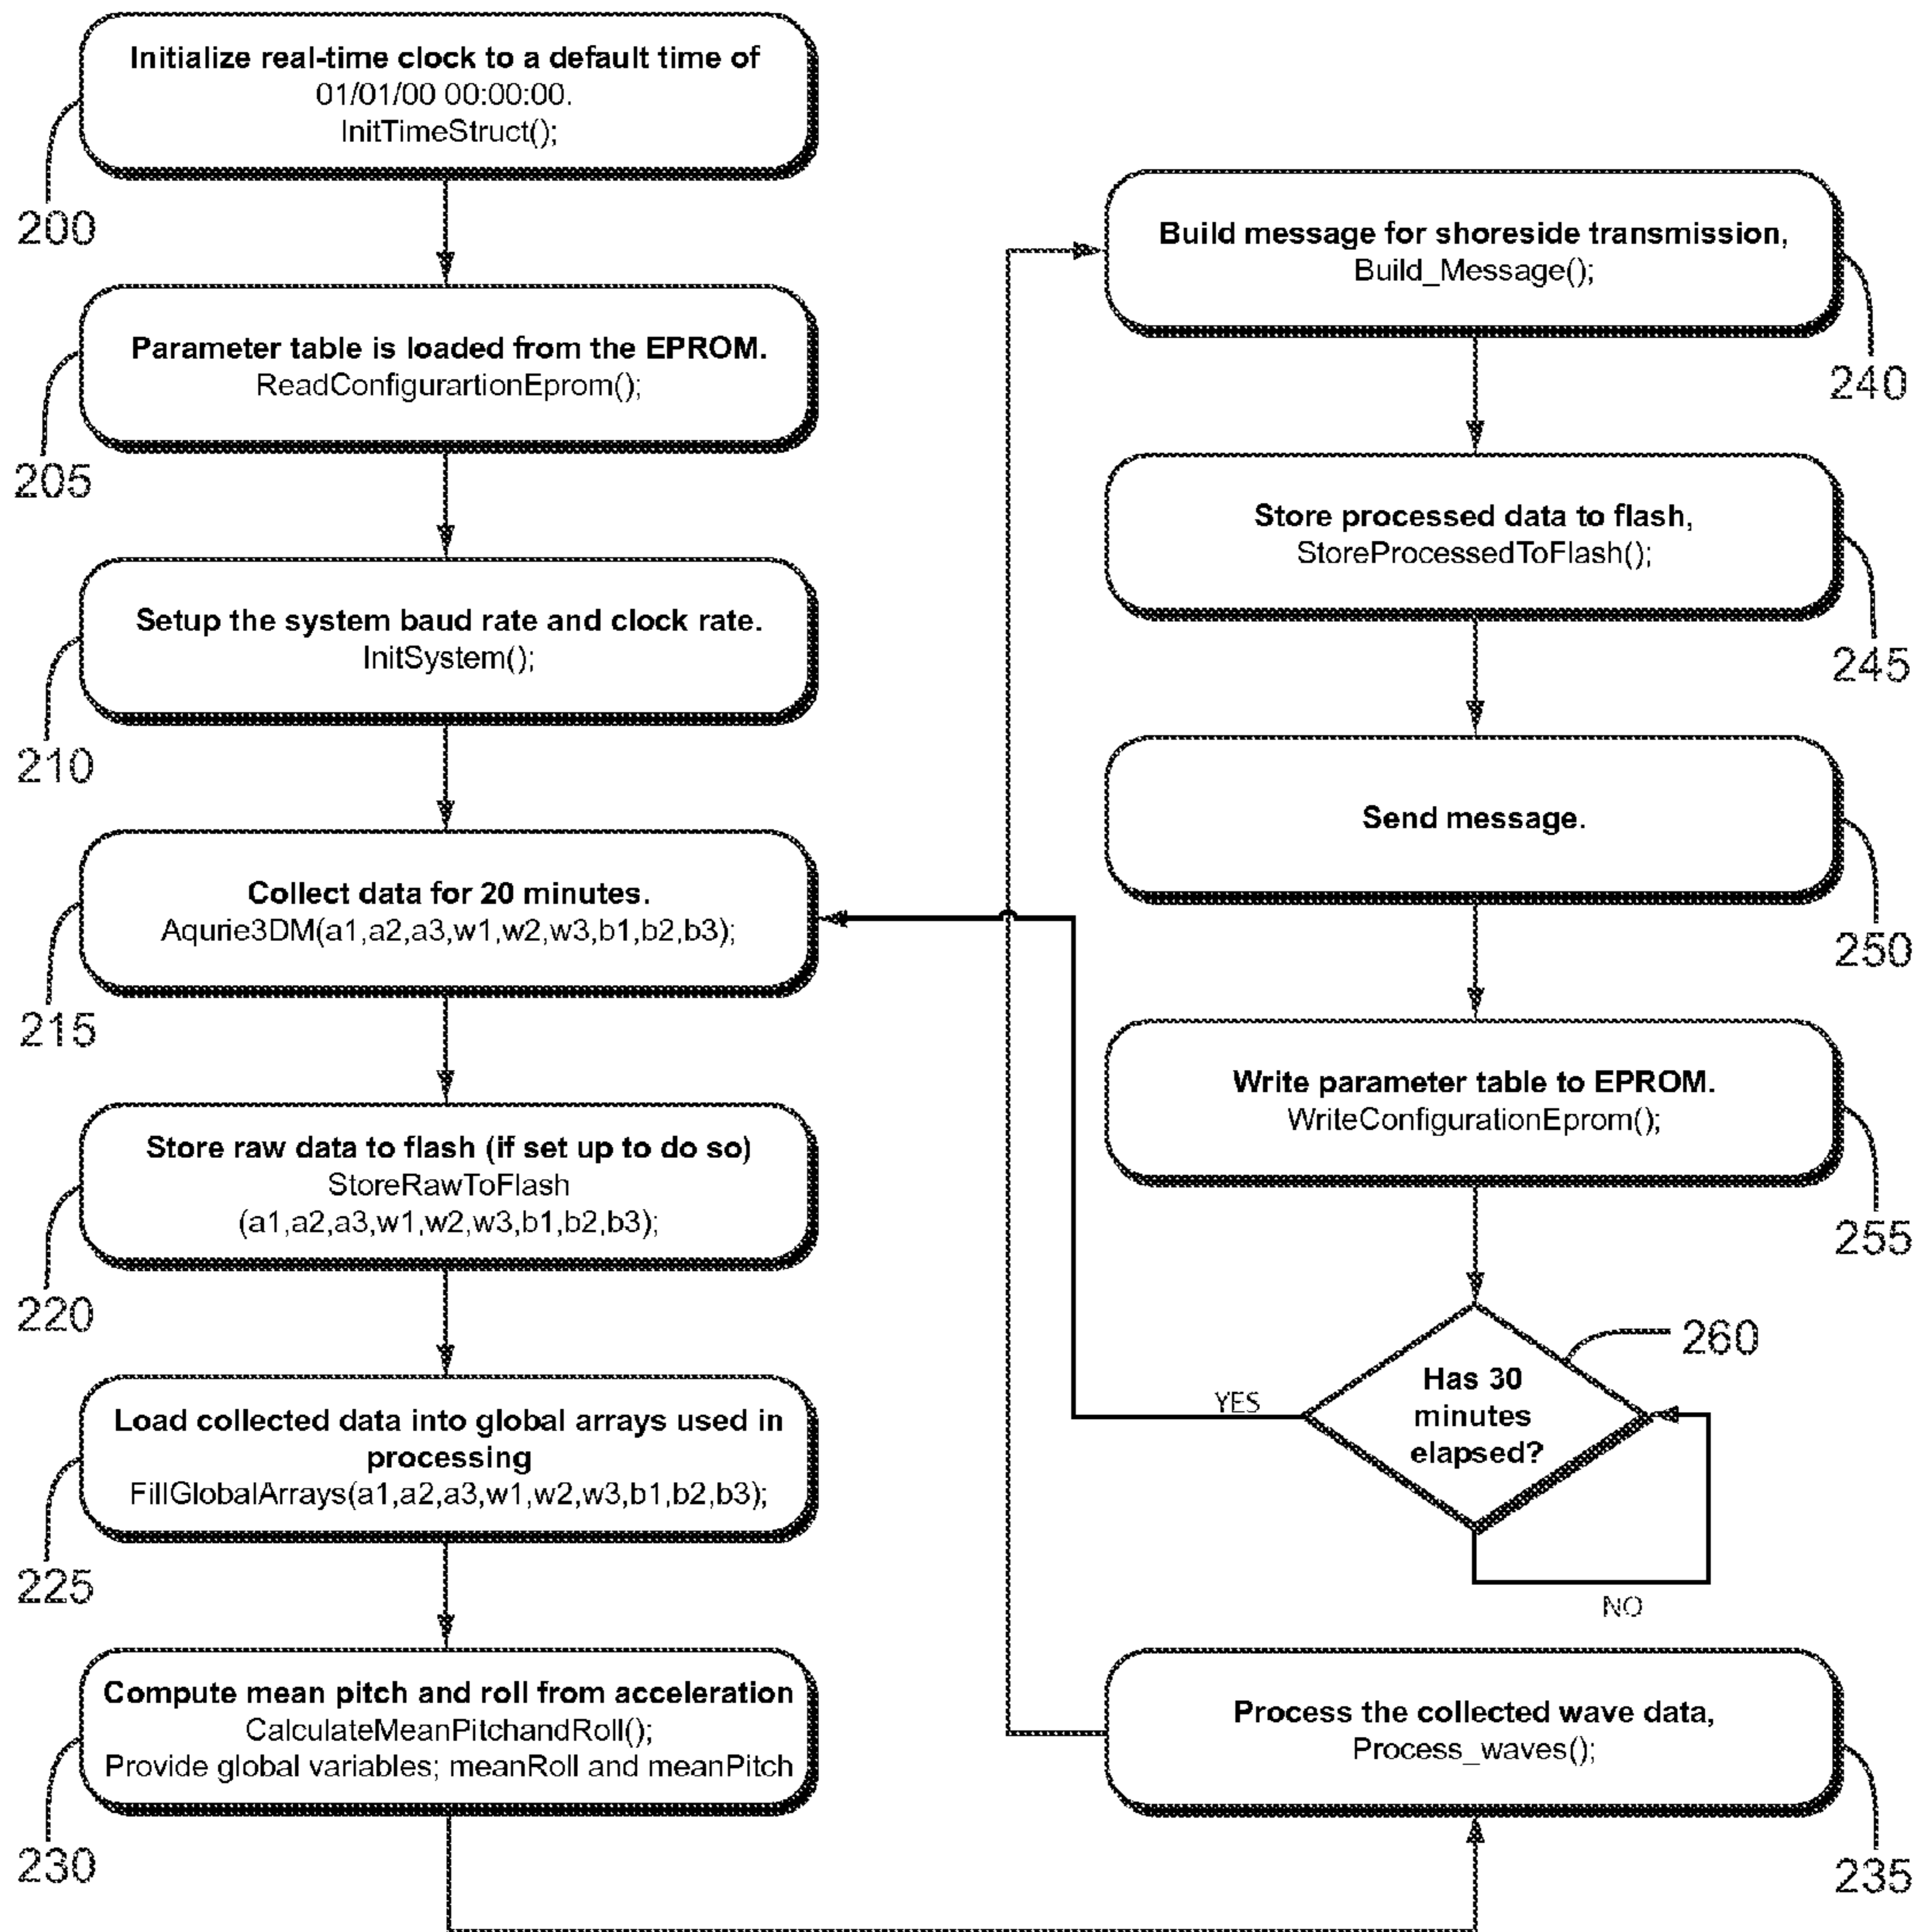 Initialize real-time clock to a default time of
01/01/00 00:00:00.
InitTimeStruct();
200
Parameter table is loaded from the EPROM.
ReadConfigurartionEprom();
205
Setup the system baud rate and clock rate.
InitSystem();
210
Collect data for 20 minutes.
Aqurie3DM(a1,a2,a3,w1,w2,w3,b1,b2,b3);
215
Store raw data to flash (if set up to do so)
StoreRawToFlash
(a1,a2,a3,w1,w2,w3,b1,b2,b3);
220
Load collected data into global arrays used in
processing
FillGlobalArrays(a1,a2,a3,w1,w2,w3,b1,b2,b3);
225
Compute mean pitch and roll from acceleration
CalculateMeanPitchandRoll();
Provide global variables; meanRoll and meanPitch
230
Process the collected wave data,
Process_waves();
235
Build message for shoreside transmission,
Build_Message();
240
Store processed data to flash,
StoreProcessedToFlash();
245
Send message.
250
Write parameter table to EPROM.
WriteConfigurationEprom();
255
Has 30
minutes
elapsed?
260
YES
NO